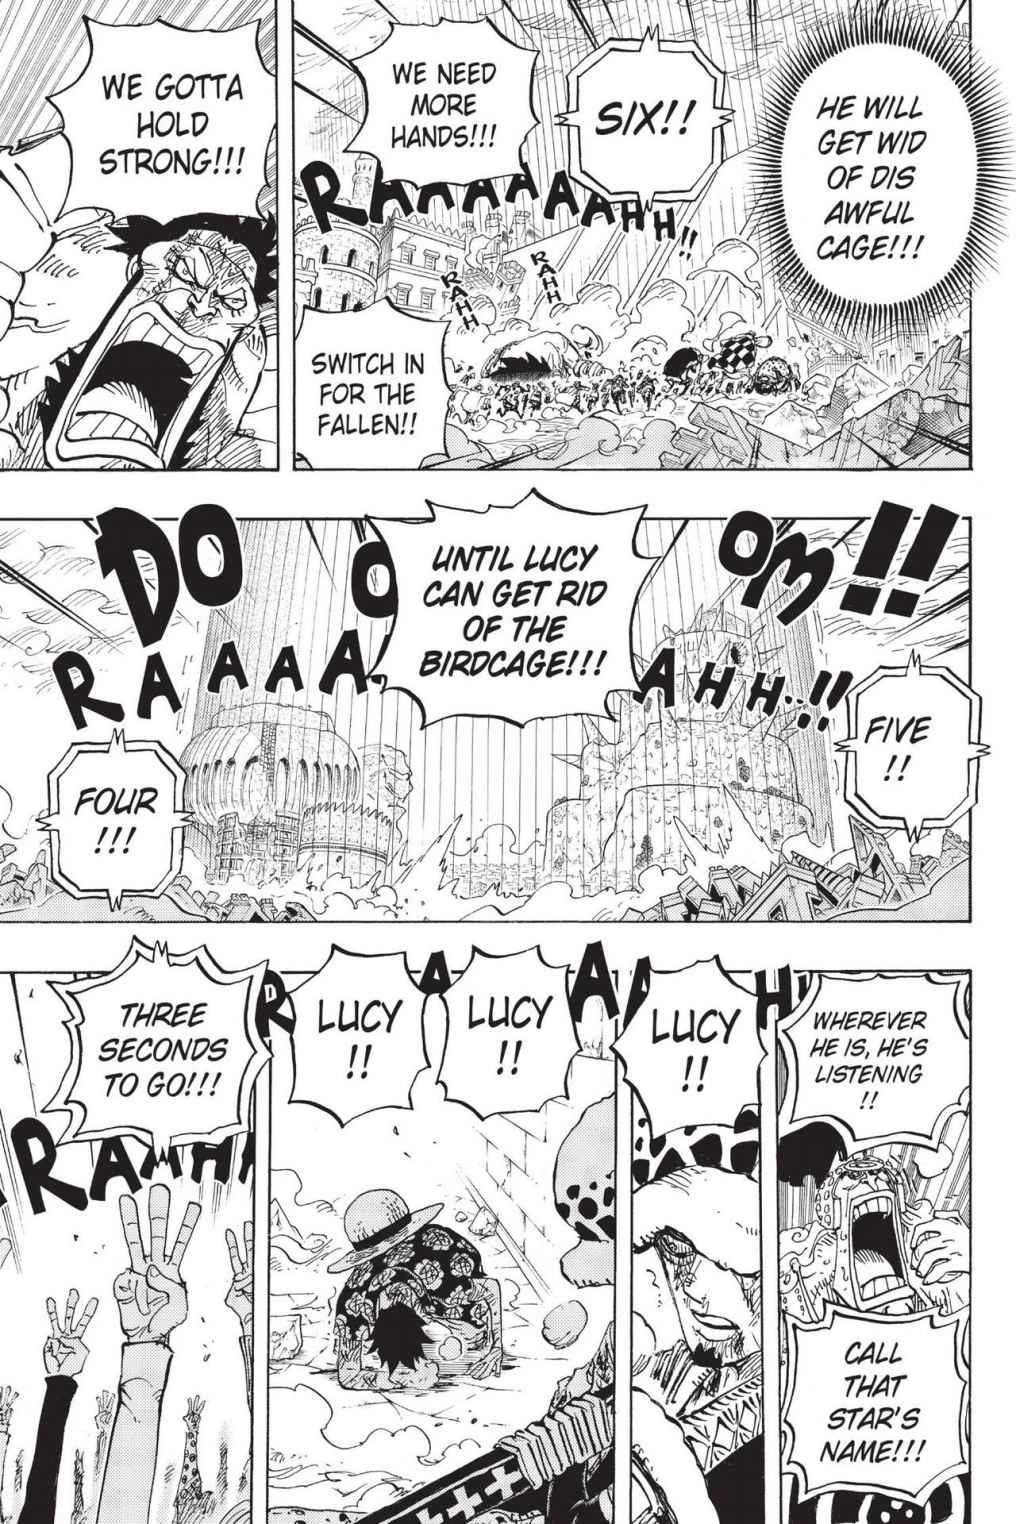 HE WILL
GET WID
OF DIS
AWFUL
CAGE!!!
SIX!!
WE NEED
MORE
HANDS!!!
RAAAAAAHH!!
RAHH
RAHH
SWITCH IN
FOR THE
FALLEN!!
WE GOTTA
HOLD
STRONG!!!
DOOOM!!
UNTIL LUCY
CAN GET RID
OF THE
BIRDCAGE!!!
RAAAA
AHH..!!
FIVE
!!
FOUR
!!!
WHEREVER
HE IS, HE'S
LISTENING
!!
CALL
THAT
STAR'S
NAME!!!
LUCY
!!
LUCY
!!
LUCY
!!
THREE
SECONDS
TO GO!!!